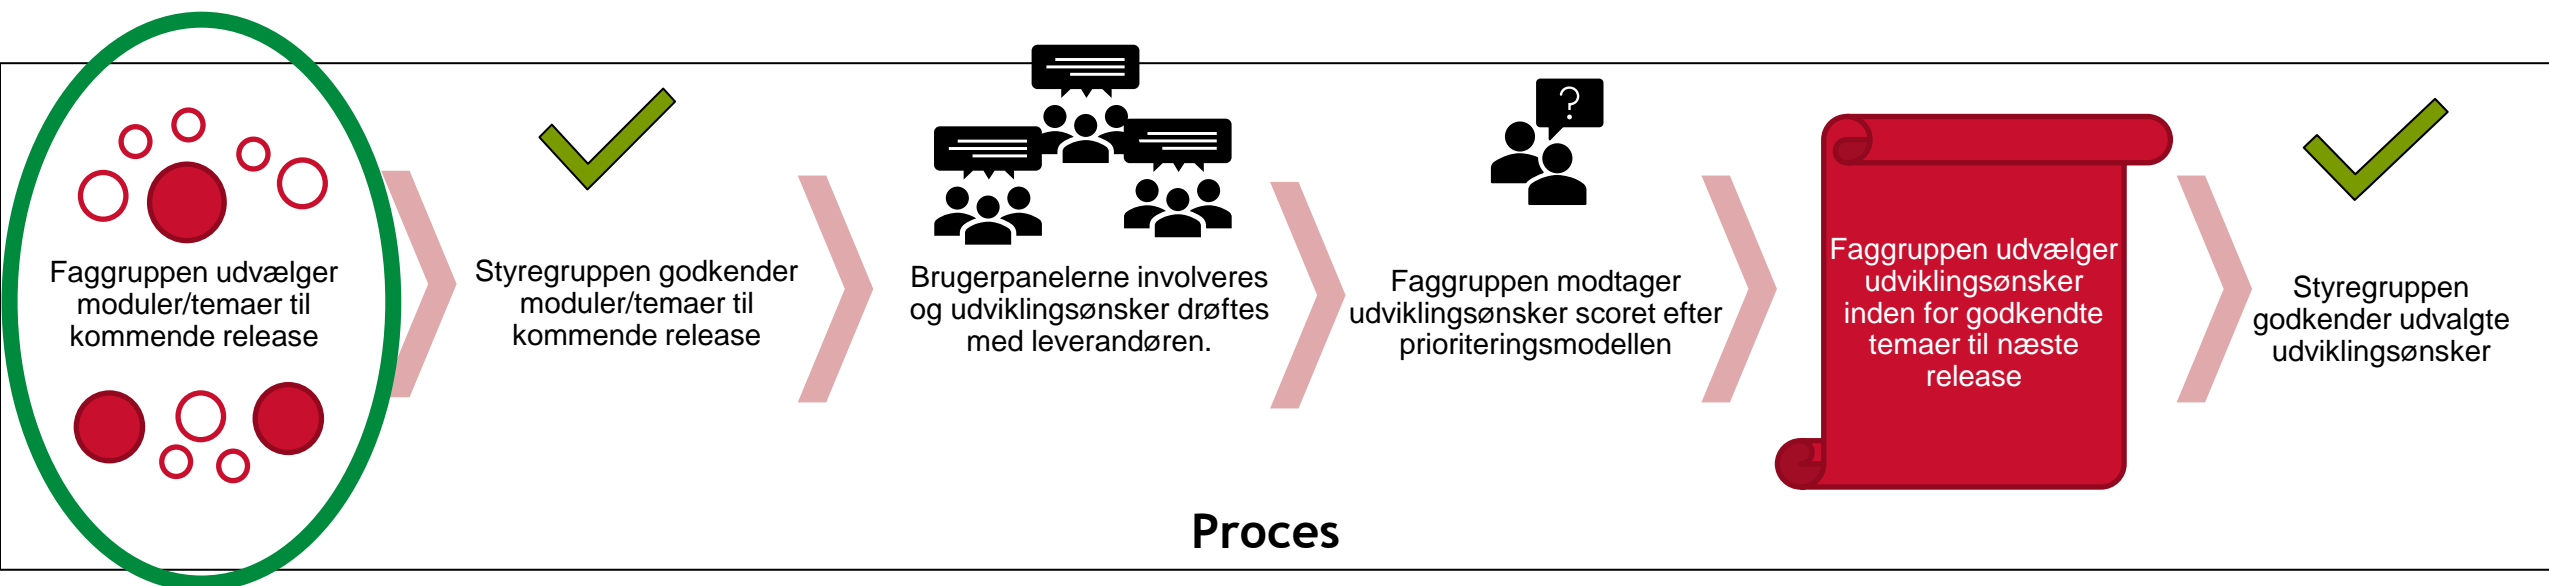 Faggruppen udvælger
moduler/temaer til
kommende release
Styregruppen godkender
moduler/temaer til
kommende release
Brugerpanelerne involveres
og udviklingsønsker drøftes
med leverandøren.
?
Faggruppen modtager
udviklingsønsker scoret efter
prioriteringsmodellen
Faggruppen udvælger
udviklingsønsker
inden for godkendte
temaer til næste
release
Styregruppen
godkender udvalgte
udviklingsønsker
Proces